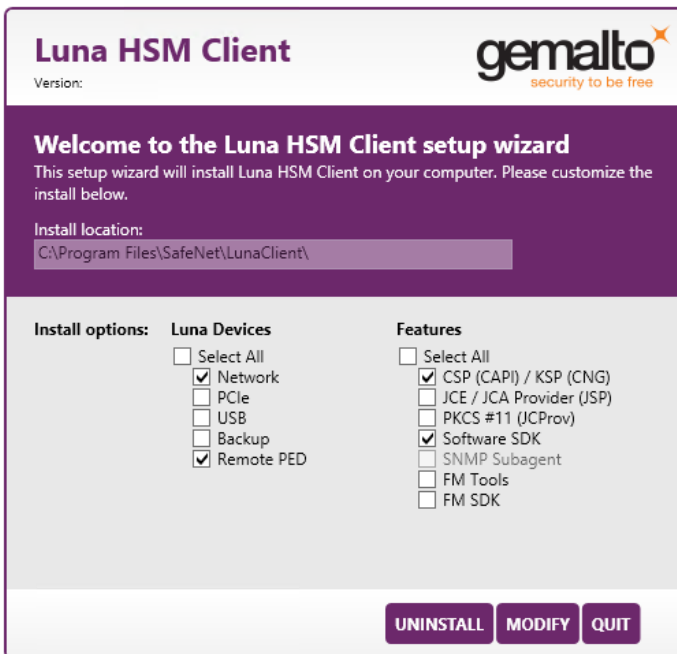 Luna HSM Client
gemalto
security to be free
Version:
Welcome to the Luna HSM Client setup wizard
This setup wizard will install Luna HSM Client on your computer. Please customize the
install below.
Install location:
C:\Program Files\SafeNet\LunaClient\
Install options:
Luna Devices
Select All
Network
PCIe
USB
Backup
Remote PED
Features
Select All
CSP (CAPI) / KSP (CNG)
JCE / JCA Provider (JSP)
PKCS #11 (JCProv)
Software SDK
SNMP Subagent
FM Tools
FM SDK
UNINSTALL
MODIFY
QUIT